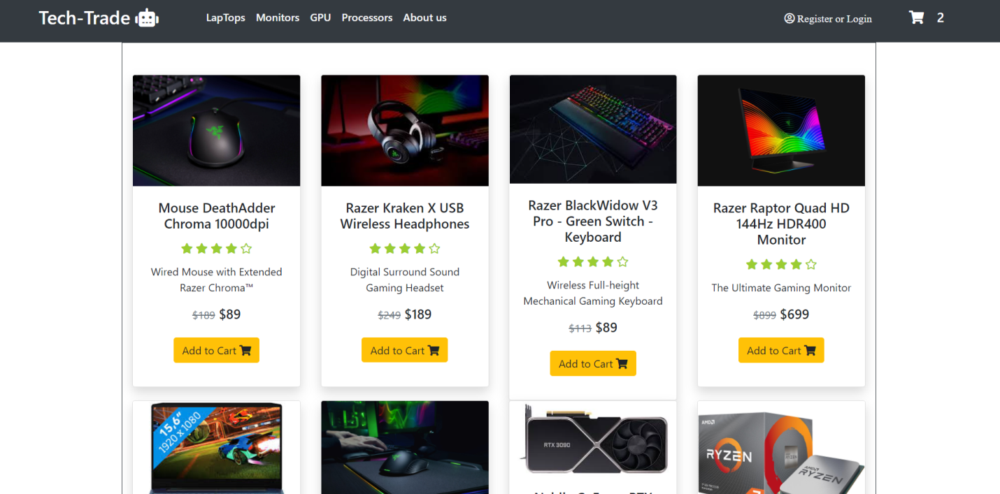 Tech-Trade
LapTops Monitors GPU Processors About us
Register or Login
2
Mouse DeathAdder
Chroma 10000dpi
Wired Mouse with Extended
Razer Chroma™
$189 $89
Add to Cart
Razer Kraken X USB
Wireless Headphones
Digital Surround Sound
Gaming Headset
$249 $189
Add to Cart
Razer BlackWidow V3
Pro - Green Switch -
Keyboard
Wireless Full-height
Mechanical Gaming Keyboard
$113 $89
Add to Cart
Razer Raptor Quad HD
144Hz HDR400
Monitor
The Ultimate Gaming Monitor
$899 $699
Add to Cart
15,6"
1920 x 1080
RTX 3090
AMD
RYZEN
AMD
RYZEN